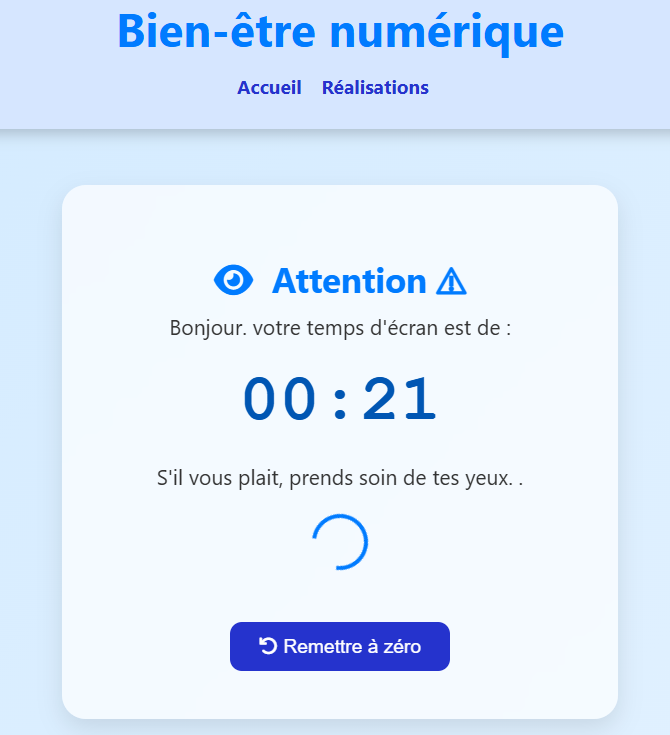 Bien-être numérique
Accueil Réalisations
Attention
Bonjour. votre temps d'écran est de :
00:21
S'il vous plait, prends soin de tes yeux. .
Remettre à zéro